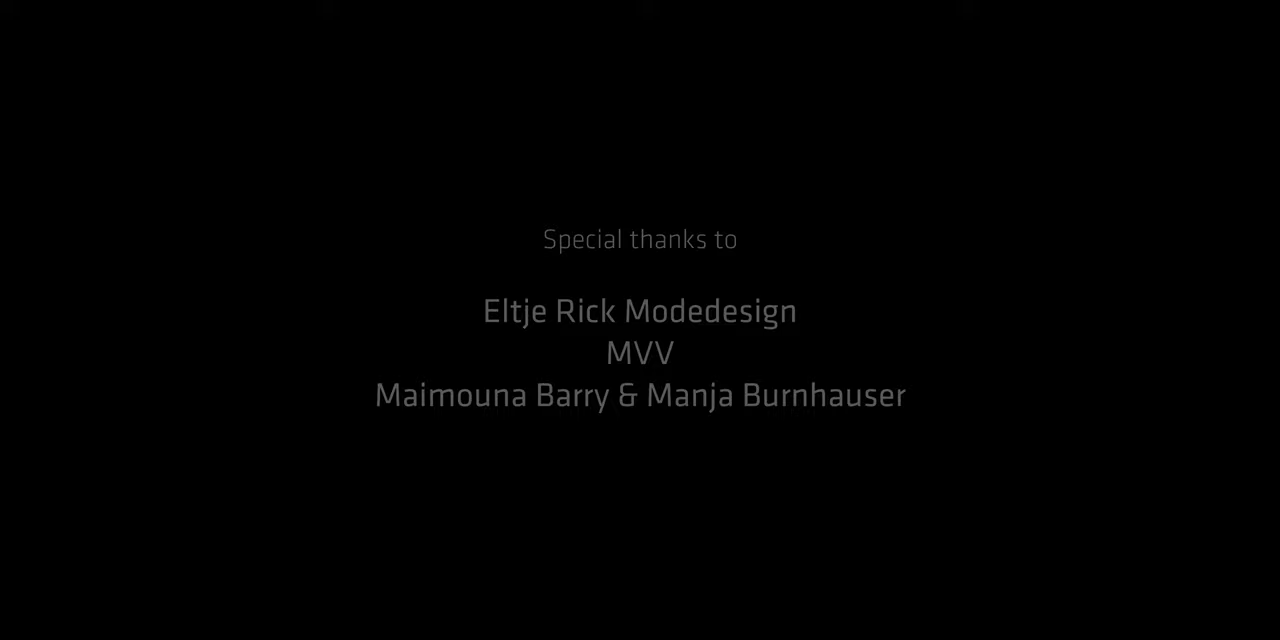 Special thanks to
Eltje Rick Modedesign
MVV
Maimouna Barry & Manja Burnhauser